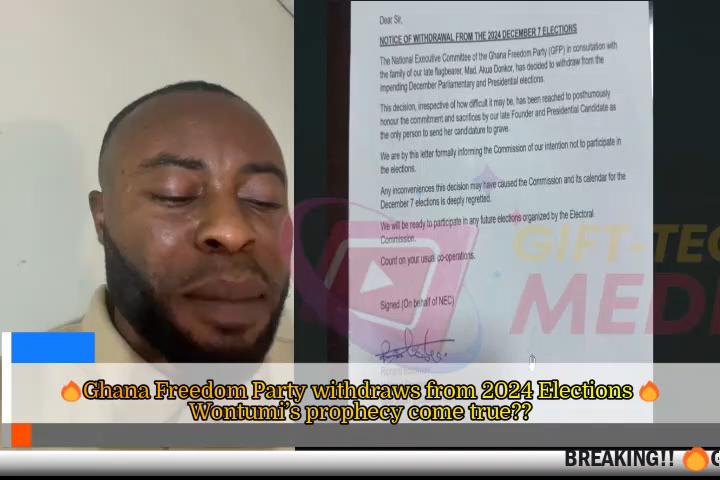 Dear Sir,
NOTICE OF WITHDRAWAL FROM THE 2024 DECEMBER 7 ELECTIONS
The National Executive Committee of the Ghana Freedom Party (GFP) in consultation with
the family of our late flagbearer, Mad. Akua Donkor, has decided to withdraw from the
impending December Parliamentary and Presidential elections.
This decision, irrespective of how difficult it may be, has been reached to posthumously
honour the commitment and sacrifices by our late Founder and Presidential Candidate as
the only person to send her candidature to grave.
We are by this letter formally informing the Commission of our intention not to participate in
the elections.
Any inconveniences this decision may have caused the Commission and its calendar for the
December 7 elections is deeply regretted.
We will be ready to participate in any future elections organized by the Electoral
Commission.
Count on your usual co-operations.
Signed (On behalf of NEC)
GIFT-TEC
MED
🔥Ghana Freedom Party withdraws from 2024 Elections🔥
Wontumi's prophecy come true??
BREAKING!! 🔥G